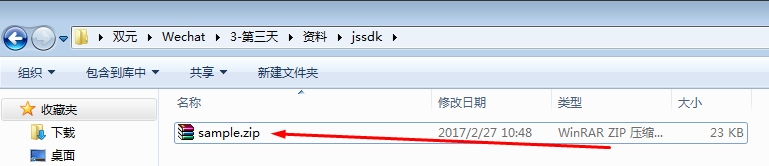 双元 Wechat 3-第三天 资料 jssdk
组织 包含到库中 共享 新建文件夹
收藏夹 名称 修改日期 类型 大小
下载 sample.zip 2017/2/27 10:48 WinRAR ZIP 压缩... 23 KB
桌面